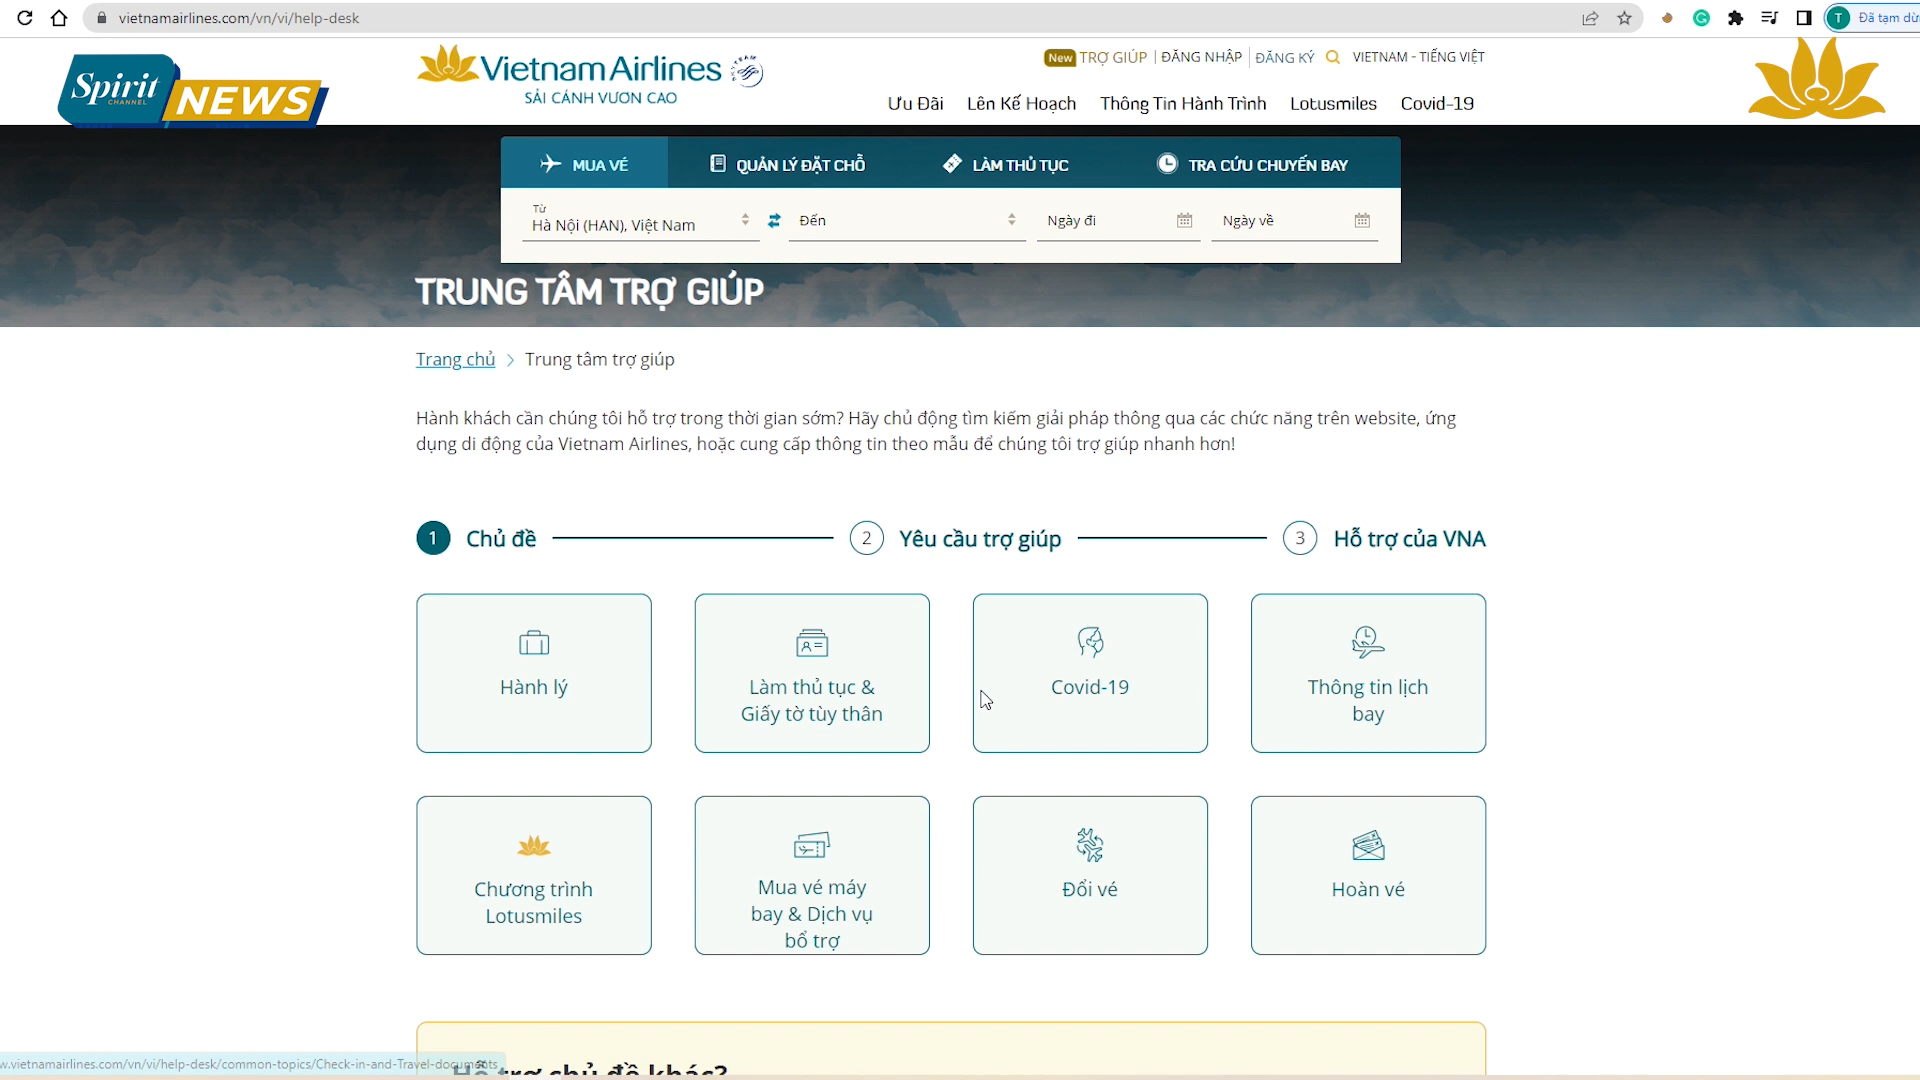 vietnamairlines.com/vn/vi/help-desk
T
Đã tạm dừ
Spirit
CHANNEL
NEWS
Vietnam Airlines
SẢI CÁNH VƯƠN CAO
New TRỢ GIÚP | ĐĂNG NHẬP | ĐĂNG KÝ VIETNAM - TIẾNG VIỆT
Ưu Đãi Lên Kế Hoạch Thông Tin Hành Trình Lotusmiles Covid-19
MUA VÉ QUẢN LÝ ĐẶT CHỖ LÀM THỦ TỤC TRA CỨU CHUYẾN BAY
Từ
Hà Nội (HAN), Việt Nam Đến Ngày đi Ngày về
TRUNG TÂM TRỢ GIÚP
Trang chủ > Trung tâm trợ giúp
Hành khách cần chúng tôi hỗ trợ trong thời gian sớm? Hãy chủ động tìm kiếm giải pháp thông qua các chức năng trên website, ứng
dụng di động của Vietnam Airlines, hoặc cung cấp thông tin theo mẫu để chúng tôi trợ giúp nhanh hơn!
1 Chủ đề 2 Yêu cầu trợ giúp 3 Hỗ trợ của VNA
Hành lý
Làm thủ tục &
Giấy tờ tùy thân
Covid-19
Thông tin lịch
bay
Chương trình
Lotusmiles
Mua vé máy
bay & Dịch vụ
bổ trợ
Đổi vé
Hoàn vé
Hỗ trợ chủ đề khác?
w.vietnamairlines.com/vn/vi/help-desk/common-topics/Check-in-and-Travel-documents